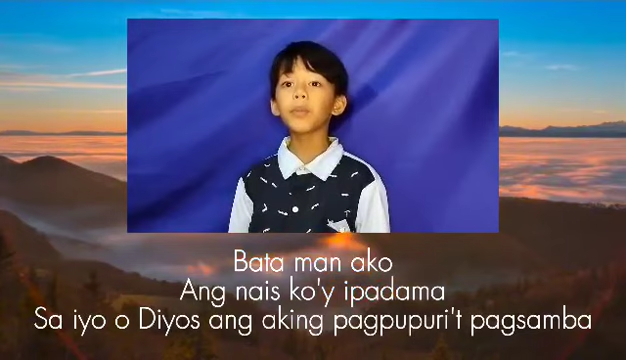 Bata man ako
Ang nais ko'y ipadama
Sa iyo o Diyos ang aking pagpupuri't pagsamba